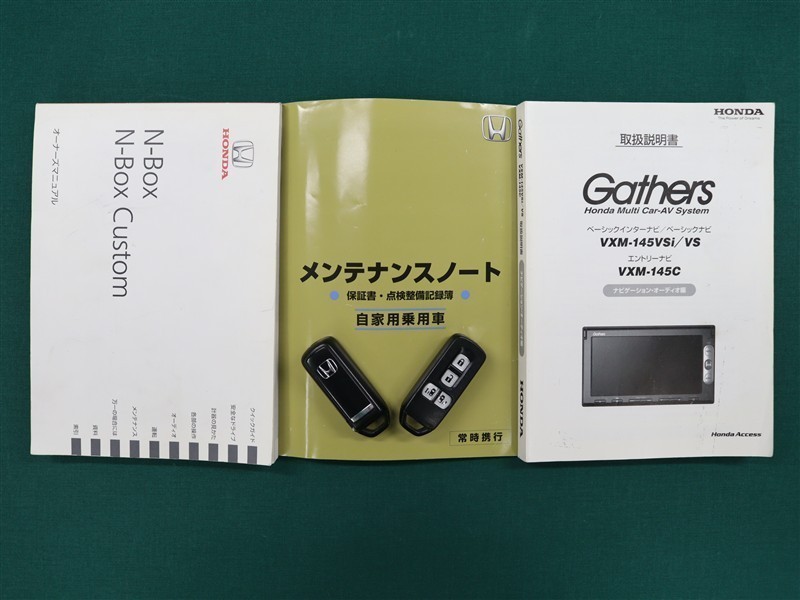 HONDA
N-Box
N-Box Custom
オーナーズマニュアル
クイックガイド
安全なドライブ
計器の見かた
各部の操作
オーディオ
運転
メンテナンス
万一の場合には
資料
索引
メンテナンスノート
保証書・点検整備記録簿
自家用乗用車
常時携行
Gathers
HONDA
HONDA
The Power of Dreams
取扱説明書
Gathers
Honda Multi Car-AV System
ベーシックインターナビ/ベーシックナビ
VXM-145VSi/VS
エントリーナビ
VXM-145C
ナビゲーション・オーディオ編
Gathers
Honda Access